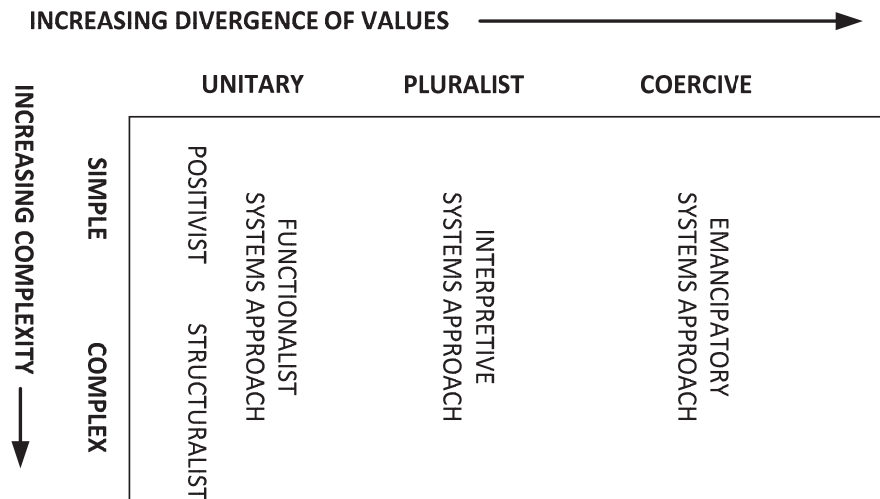 INCREASING DIVERGENCE OF VALUES
UNITARY
PLURALIST
COERCIVE
INCREASING COMPLEXITY
SIMPLE
COMPLEX
POSITIVIST
STRUCTURALIST
FUNCTIONALIST
SYSTEMS APPROACH
INTERPRETIVE
SYSTEMS APPROACH
EMANCIPATORY
SYSTEMS APPROACH